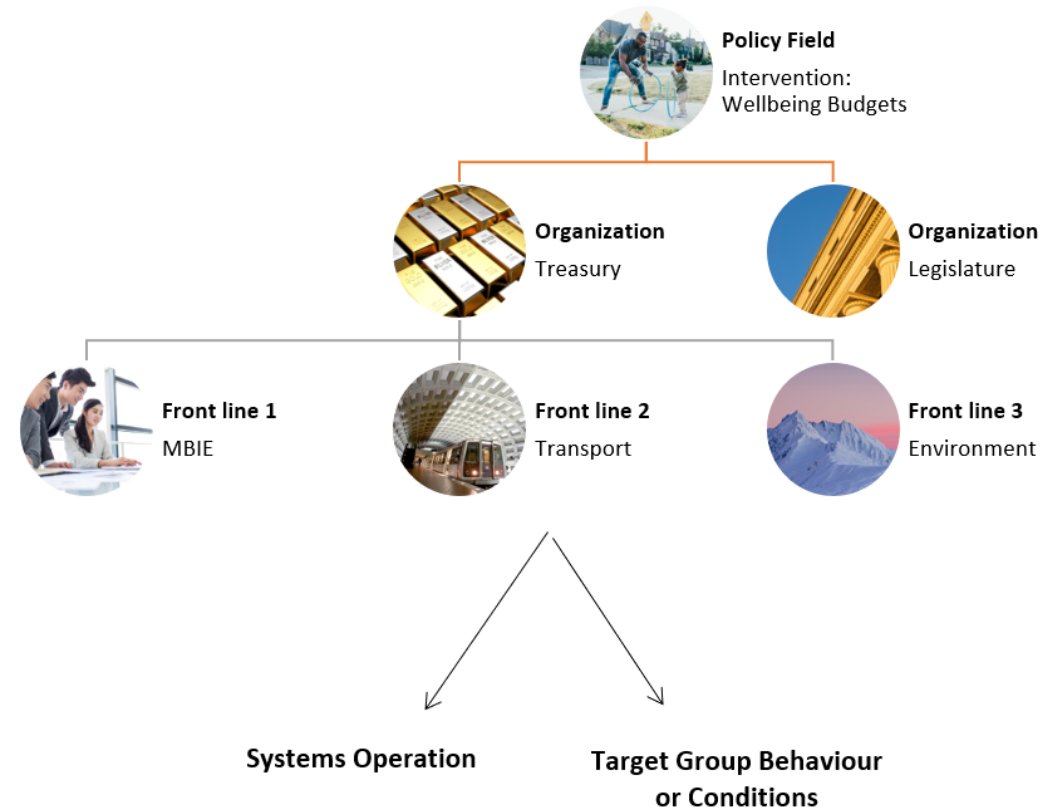 Policy Field
Intervention:
Wellbeing Budgets
Organization
Treasury
Organization
Legislature
Front line 1
MBIE
Front line 2
Transport
Front line 3
Environment
Systems Operation
Target Group Behaviour
or Conditions